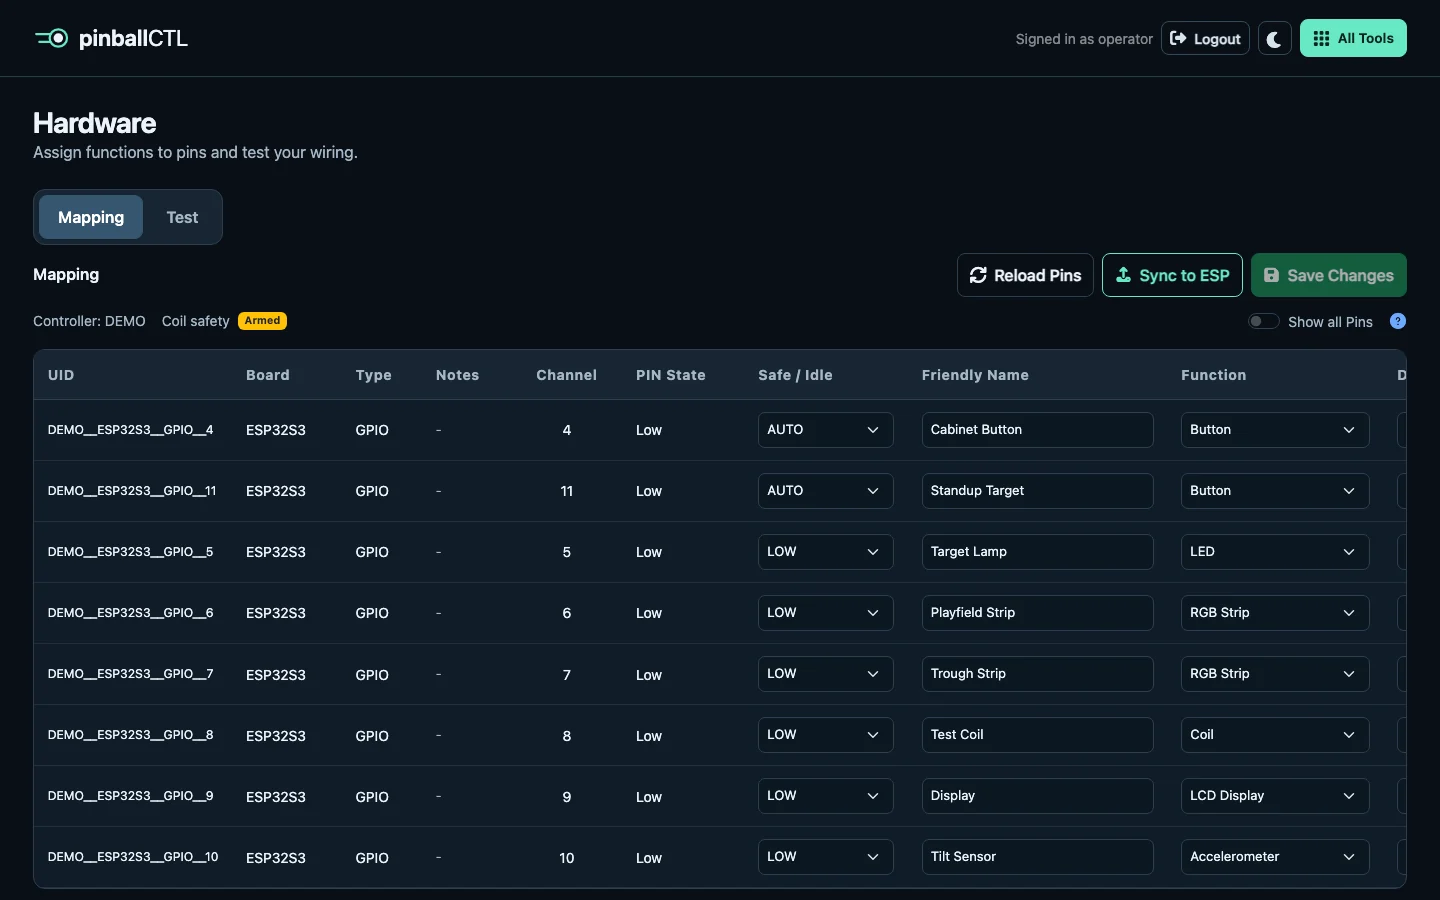 pinballCTL
Signed in as operator
Logout
All Tools
Hardware
Assign functions to pins and test your wiring.
Mapping Test
Mapping
Reload Pins Sync to ESP Save Changes
Controller: DEMO Coil safety Armed
Show all Pins ?
UID Board Type Notes Channel PIN State Safe / Idle Friendly Name Function D
DEMO__ESP32S3__GPIO__4 ESP32S3 GPIO - 4 Low AUTO Cabinet Button Button
DEMO__ESP32S3__GPIO__11 ESP32S3 GPIO - 11 Low AUTO Standup Target Button
DEMO__ESP32S3__GPIO__5 ESP32S3 GPIO - 5 Low LOW Target Lamp LED
DEMO__ESP32S3__GPIO__6 ESP32S3 GPIO - 6 Low LOW Playfield Strip RGB Strip
DEMO__ESP32S3__GPIO__7 ESP32S3 GPIO - 7 Low LOW Trough Strip RGB Strip
DEMO__ESP32S3__GPIO__8 ESP32S3 GPIO - 8 Low LOW Test Coil Coil
DEMO__ESP32S3__GPIO__9 ESP32S3 GPIO - 9 Low LOW Display LCD Display
DEMO__ESP32S3__GPIO__10 ESP32S3 GPIO - 10 Low LOW Tilt Sensor Accelerometer